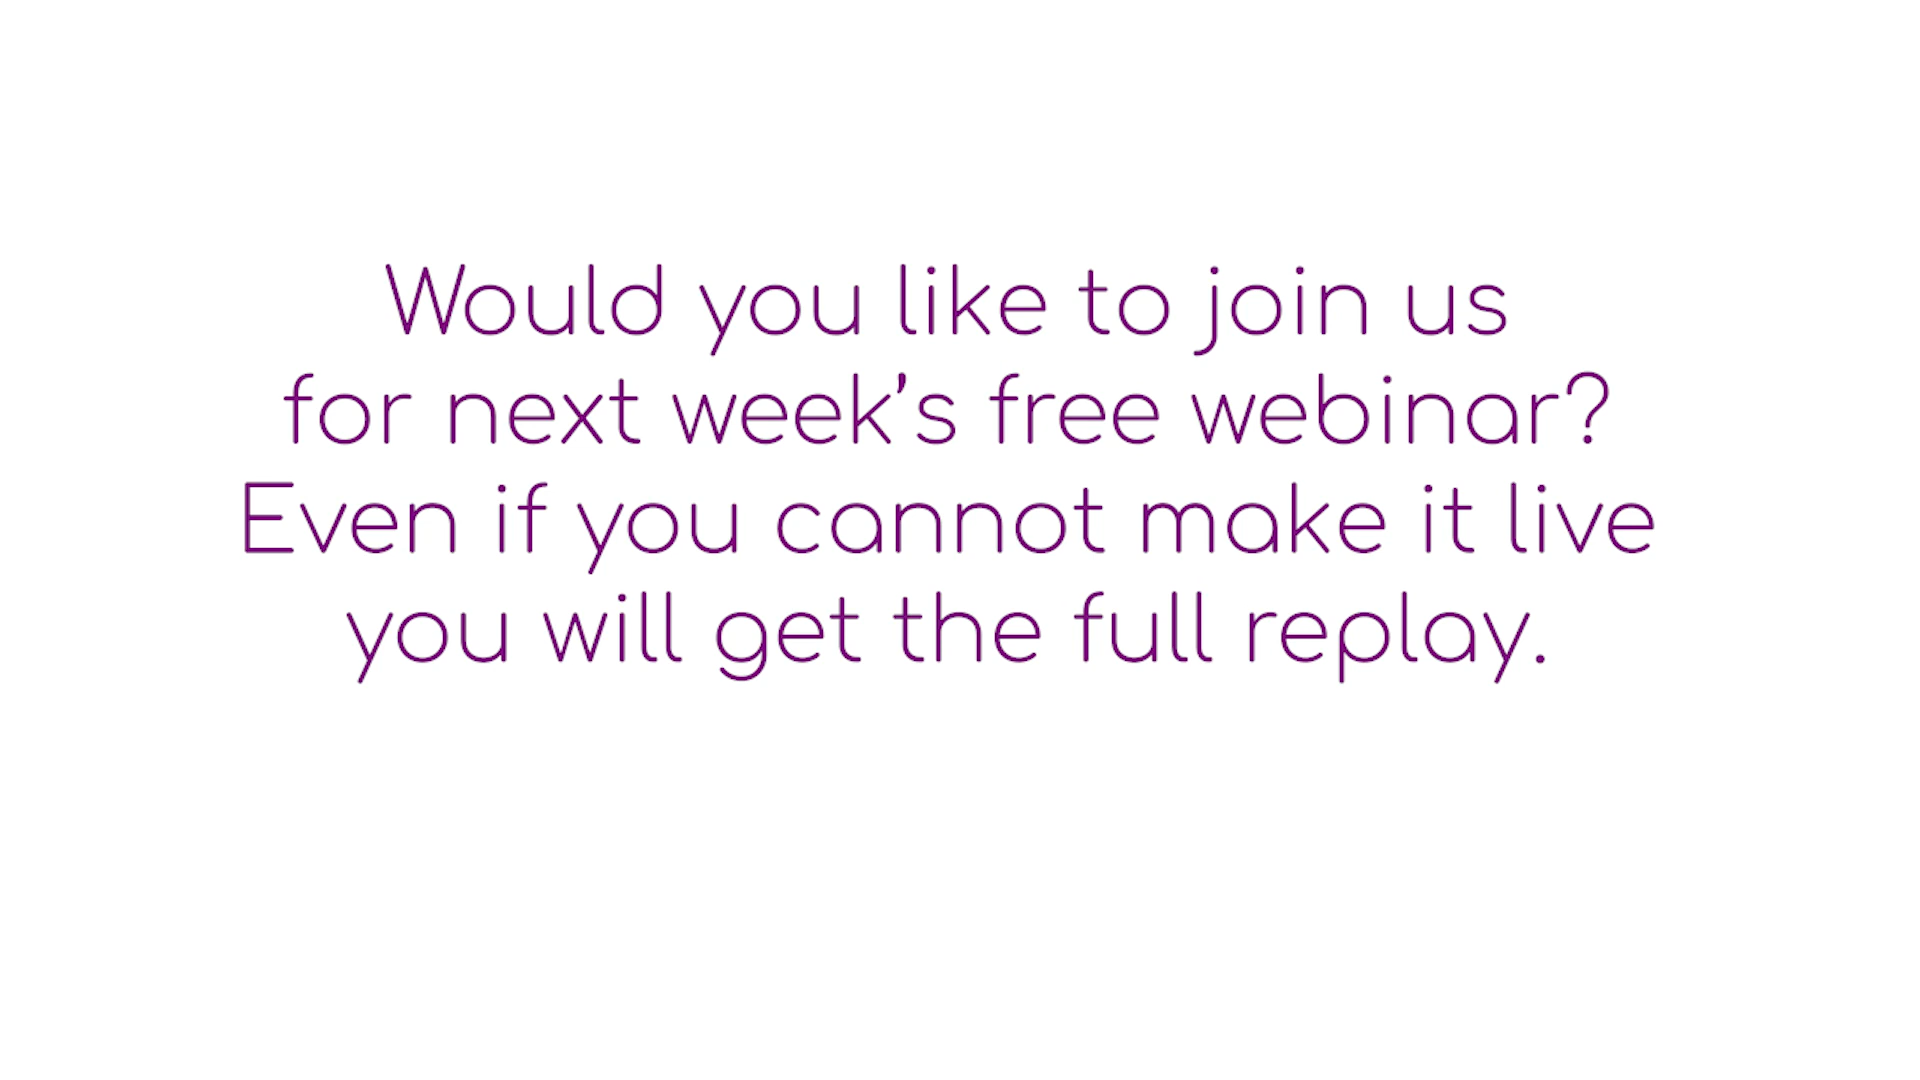 Would you like to join us
for next week’s free webinar?
Even if you cannot make it live
you will get the full replay.